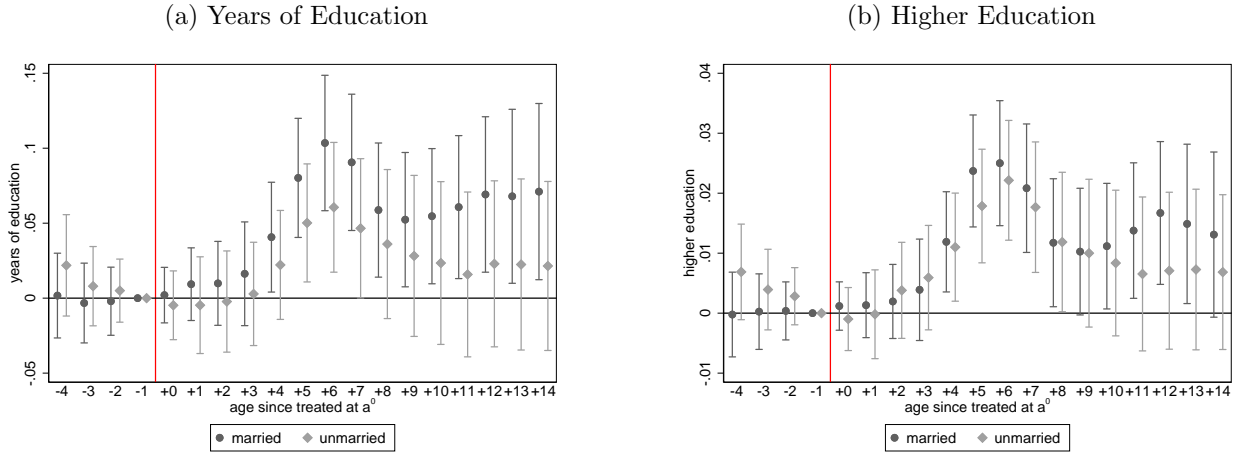 (a) Years of Education
.15
.1
.05
0
-.05
years of education
-4 -3 -2 -1 +0 +1 +2 +3 +4 +5 +6 +7 +8 +9 +10 +11 +12 +13 +14
age since treated at a⁰
married unmarried
(b) Higher Education
.04
.03
.02
.01
0
-.01
higher education
-4 -3 -2 -1 +0 +1 +2 +3 +4 +5 +6 +7 +8 +9 +10 +11 +12 +13 +14
age since treated at a⁰
married unmarried